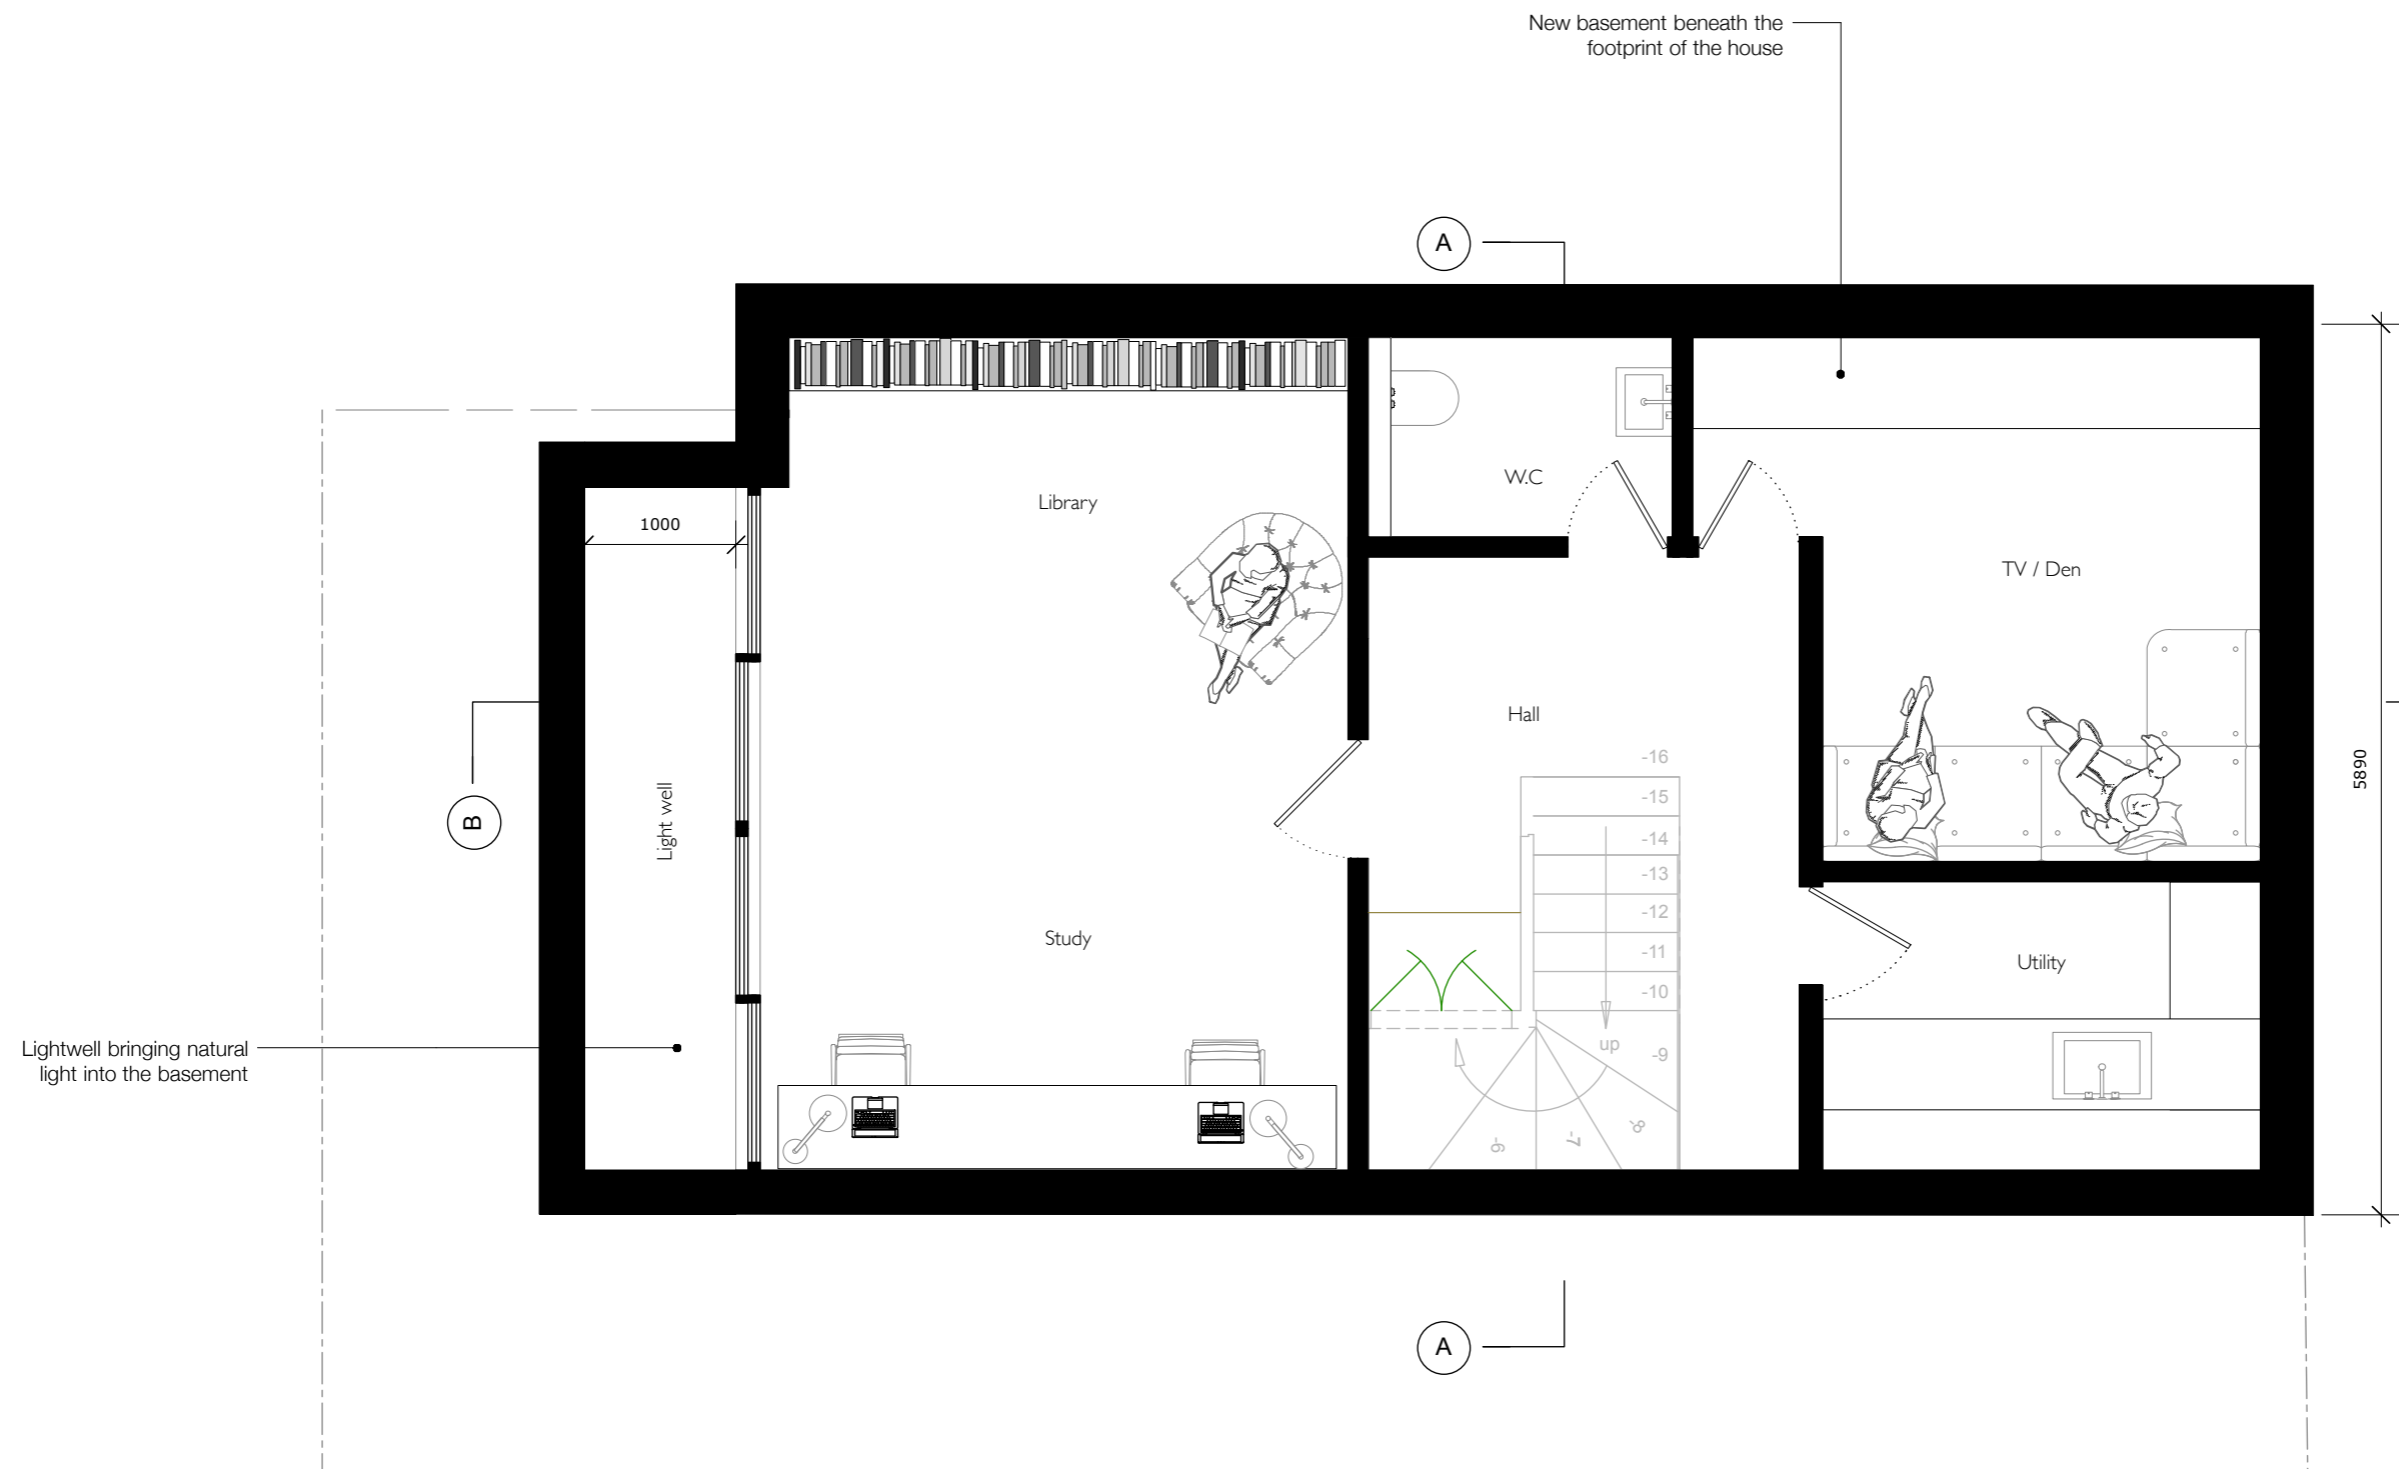 New basement beneath the
footprint of the house
A
1000
W.C
Library
TV / Den
Hall
-16
5890
-15
B
Light well
-14
-13
-12
Study
-11
Utility
-10
Lightwell bringing natural
light into the basement
up
-9
-8
-7
-6
A